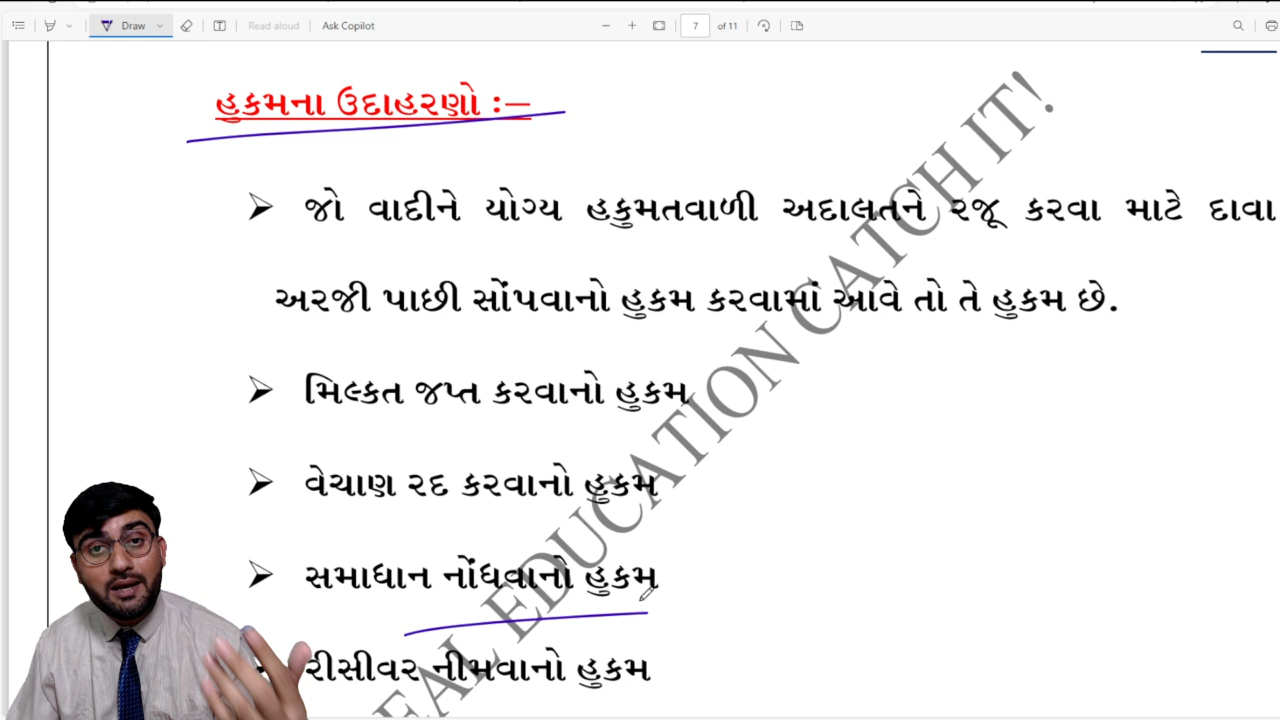 Draw
Read aloud
Ask Copilot
7
of 11
હુકમના ઉદાહરણો :–
➢ જો વાદીને યોગ્ય હકુમતવાળી અદાલતને રજૂ કરવા માટે દાવા
અરજી પાછી સોંપવાનો હુકમ કરવામાં આવે તો તે હુકમ છે.
➢ મિલ્કત જપ્ત કરવાનો હુકમ
➢ વેચાણ રદ કરવાનો હુકમ
➢ સમાધાન નોંધવાનો હુકમ
રીસીવર નીમવાનો હુકમ
EAL EDUCATION CATCH IT!